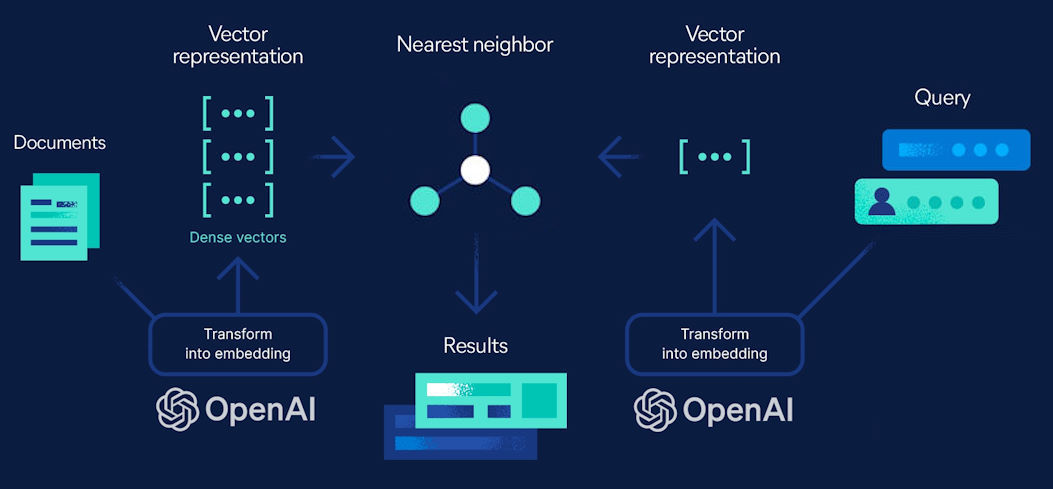 Vector
representation
Nearest neighbor
Vector
representation
Query
Documents
[...]
[...]
[...]
[...]
Dense vectors
Transform
into embedding
Transform
into embedding
Results
OpenAI
OpenAI